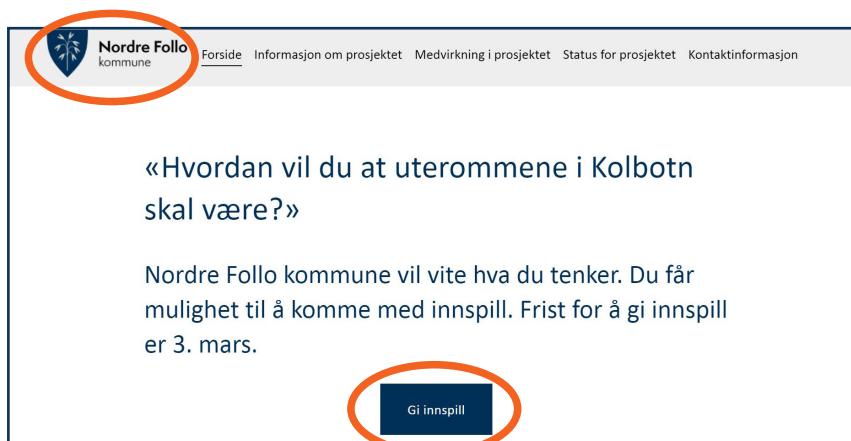 Nordre Follo
kommune
Forside Informasjon om prosjektet Medvirkning i prosjektet Status for prosjektet Kontaktinformasjon
«Hvordan vil du at uterommene i Kolbotn
skal være?»
Nordre Follo kommune vil vite hva du tenker. Du får
mulighet til å komme med innspill. Frist for å gi innspill
er 3. mars.
Gi innspill